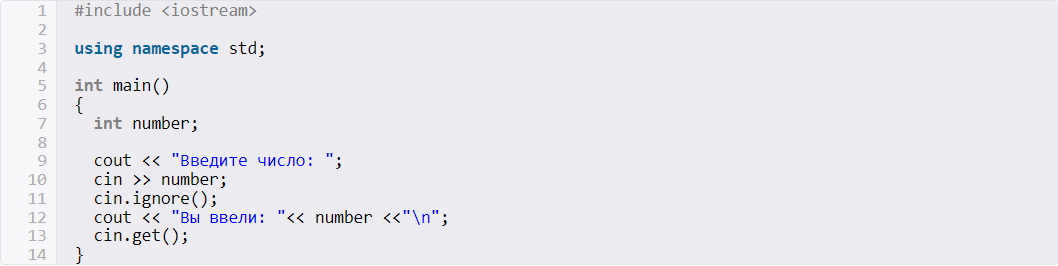 1 #include <iostream>
2
3 using namespace std;
4
5 int main()
6 {
7   int number;
8
9   cout << "Введите число: ";
10   cin >> number;
11   cin.ignore();
12   cout << "Вы ввели: "<< number <<"\n";
13   cin.get();
14 }